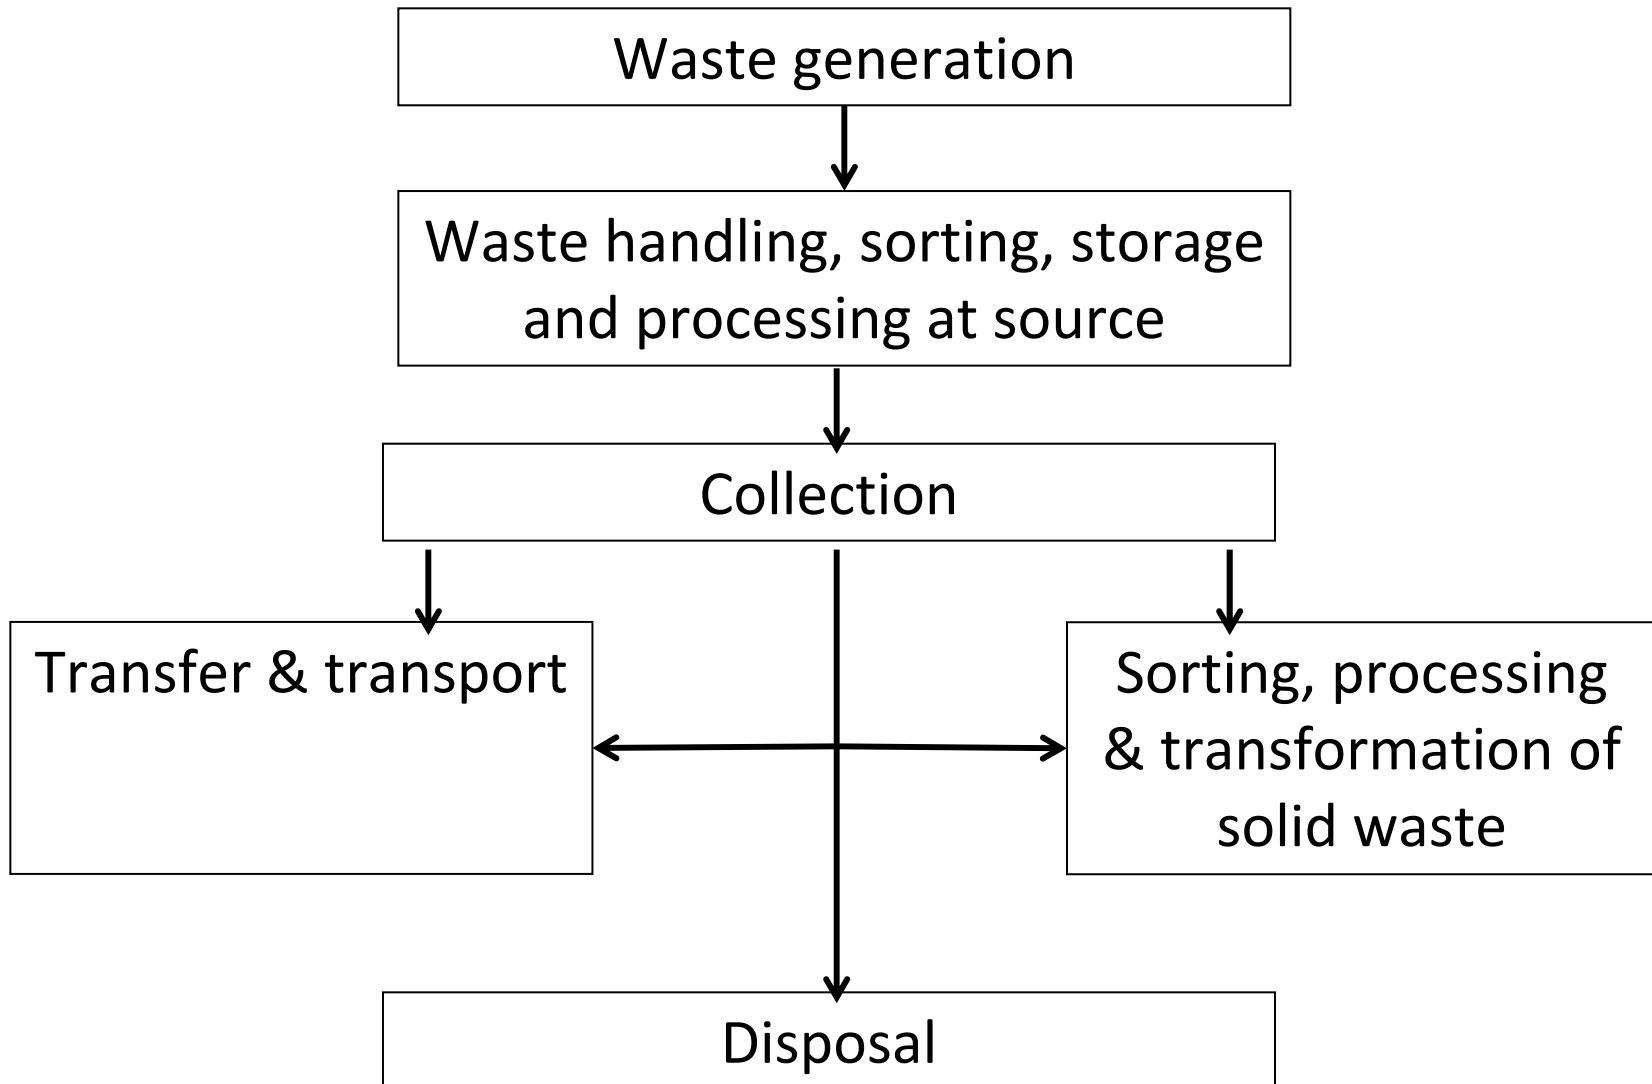 Waste generation
Waste handling, sorting, storage
and processing at source
Collection
Transfer & transport
Sorting, processing
& transformation of
solid waste
Disposal